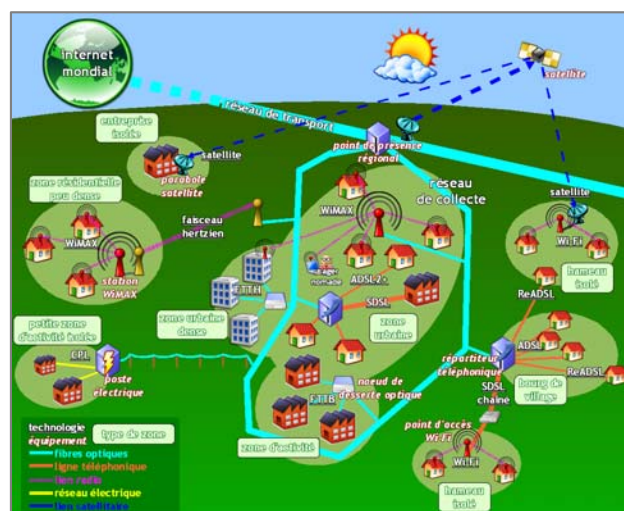 internet
mondial
satellite
réseau de transport
entreprise
isolée
satellite
parabole
satellite
point de présence
régional
zone résidentielle
peu dense
WiMAX
réseau
de collecte
satellite
WiMAX
faisceau
hertzien
Wi-Fi
station
WiMAX
usager
nomade
hameau
isolé
FTTH
ADSL2+
ReADSL
SDSL
zone urbaine
dense
zone
urbaine
petite zone
d'activité isolée
CPL
ADSL
répartiteur
téléphonique
ReADSL
poste
électrique
noeud de
desserte optique
SDSL
chaîné
bourg de
village
FTTB
technologie
équipement
type de zone
point d'accès
Wi-Fi
zone d'activité
fibres optiques
ligne téléphonique
Wi-Fi
lien radio
réseau électrique
hameau
isolé
lien satellitaire